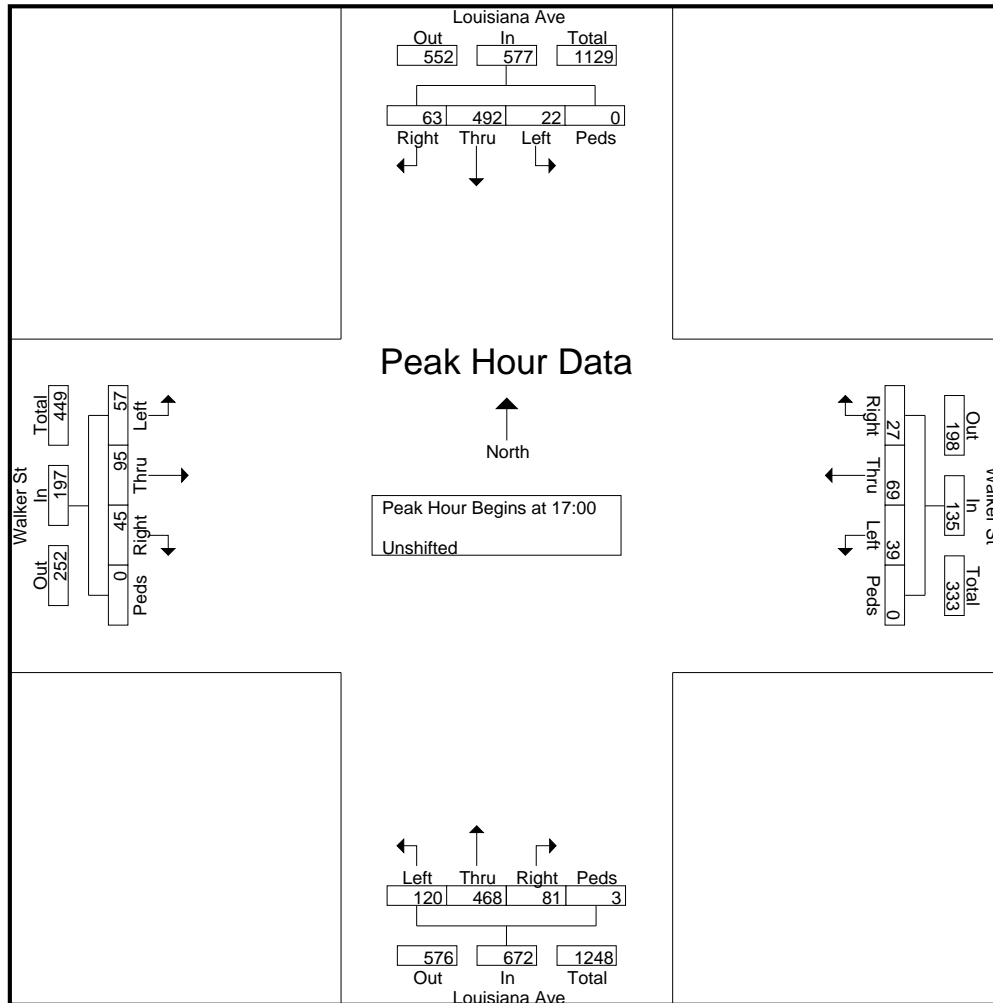 Louisiana Ave
Out In Total
552 577 1129
63 492 22 0
Right Thru Left Peds
Peak Hour Data
North
Peak Hour Begins at 17:00
Unshifted
Walker St
Total In Out
449 197 252
57 95 45 0
Left Thru Right Peds
Right Thru Left Peds
27 69 39 0
Out In Total
198 135 333
Walker St
Left Thru Right Peds
120 468 81 3
576 672 1248
Out In Total
Louisiana Ave